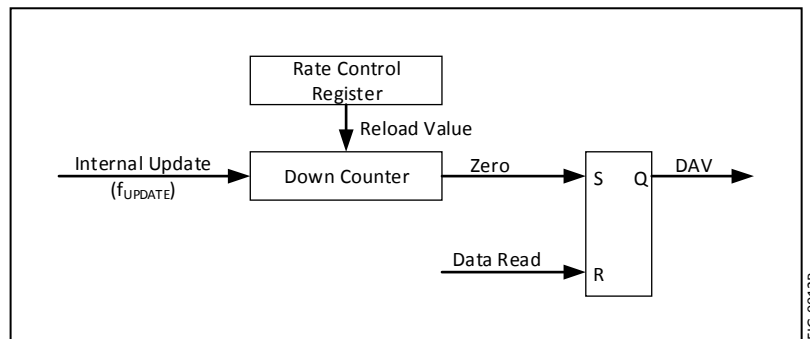 Rate Control
Register
Reload Value
Internal Update
(fUPDATE)
Down Counter
Zero
S
Q
DAV
Data Read
R